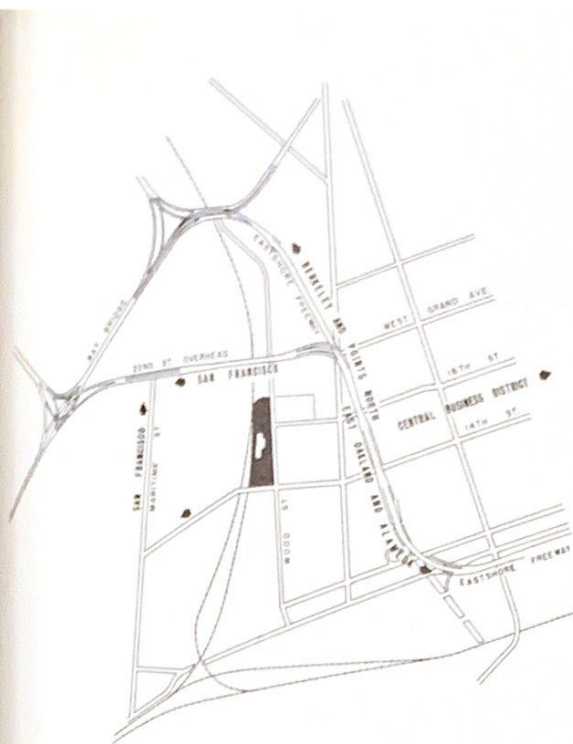 EASTSHORE FREEWAY
BERKELEY AND POINTS NORTH
BAY BRIDGE
WEST GRAND AVE.
22ND ST OVERHEAD
SAN FRANCISCO
18TH ST
CENTRAL BUSINESS DISTRICT
14TH ST.
SAN FRANCISCO
MARITIME ST
EAST OAKLAND AND ALAMEDA
WOOD ST
EASTSHORE FREEWAY